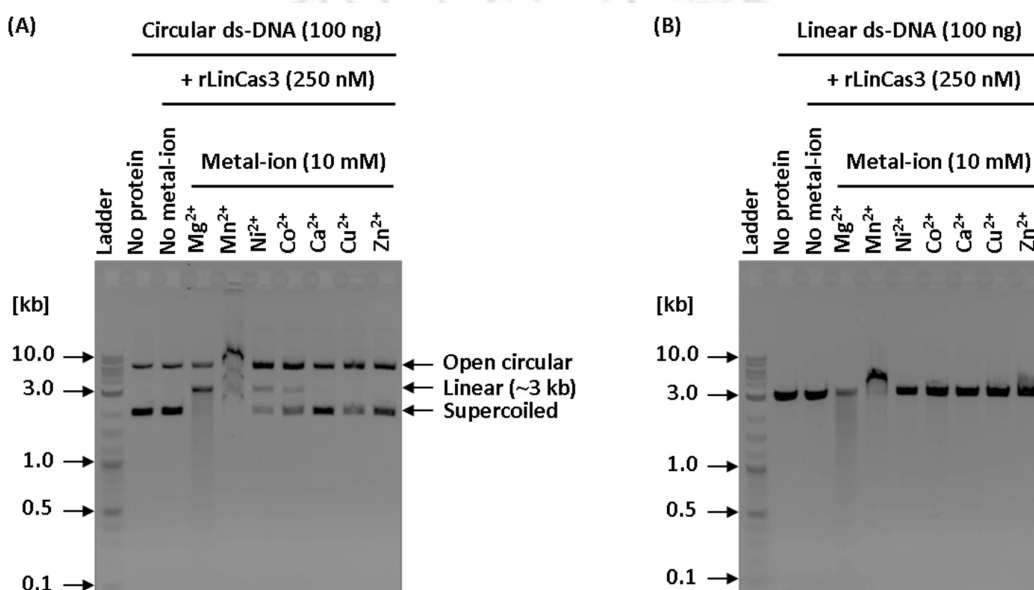 (A)
Circular ds-DNA (100 ng)
+ rLinCas3 (250 nM)
Metal-ion (10 mM)
Ladder
No protein
No metal-ion
Mg2+
Mn2+
Ni2+
Co2+
Ca2+
Cu2+
Zn2+
[kb]
10.0
3.0
1.0
0.5
0.1
Open circular
Linear (~3 kb)
Supercoiled
(B)
Linear ds-DNA (100 ng)
+ rLinCas3 (250 nM)
Metal-ion (10 mM)
Ladder
No protein
No metal-ion
Mg2+
Mn2+
Ni2+
Co2+
Ca2+
Cu2+
Zn2+
[kb]
10.0
3.0
1.0
0.5
0.1